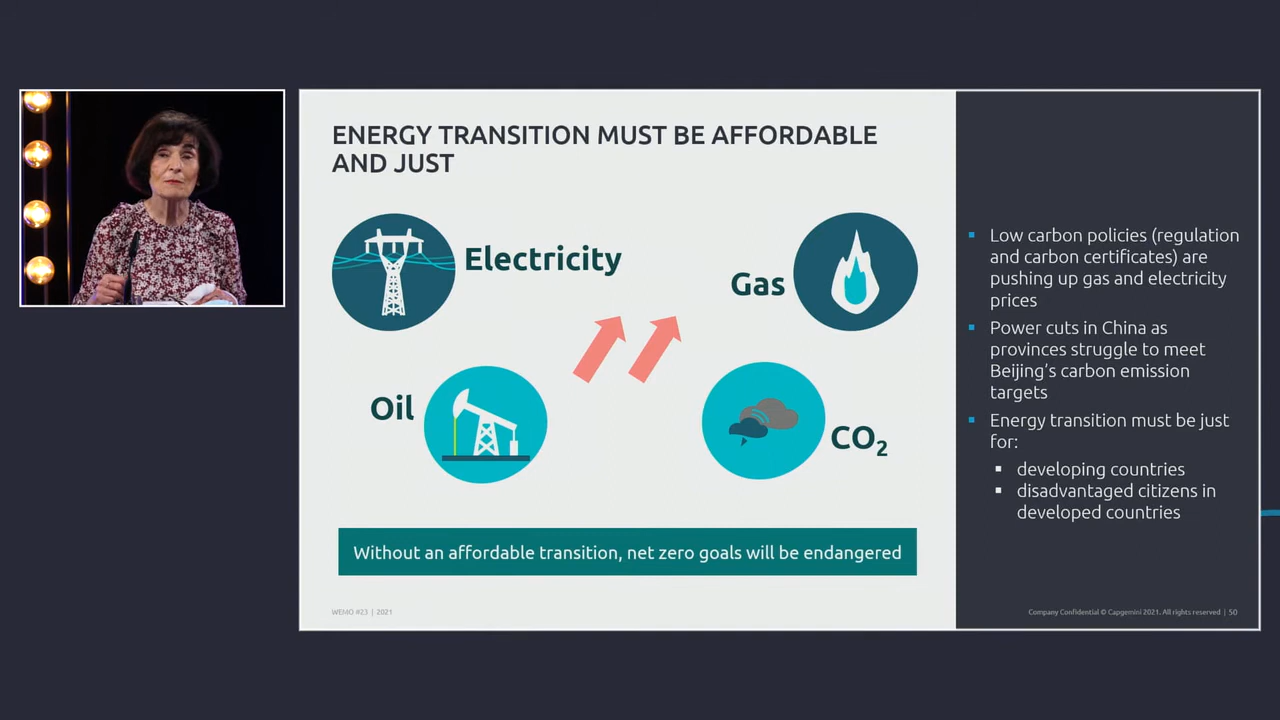 ENERGY TRANSITION MUST BE AFFORDABLE
AND JUST
Electricity
Gas
Oil
CO₂
Without an affordable transition, net zero goals will be endangered
WEMO #23 | 2021
Low carbon policies (regulation
and carbon certificates) are
pushing up gas and electricity
prices
Power cuts in China as
provinces struggle to meet
Beijing's carbon emission
targets
Energy transition must be just
for:
developing countries
disadvantaged citizens in
developed countries
Company Confidential © Capgemini 2021. All rights reserved | 50